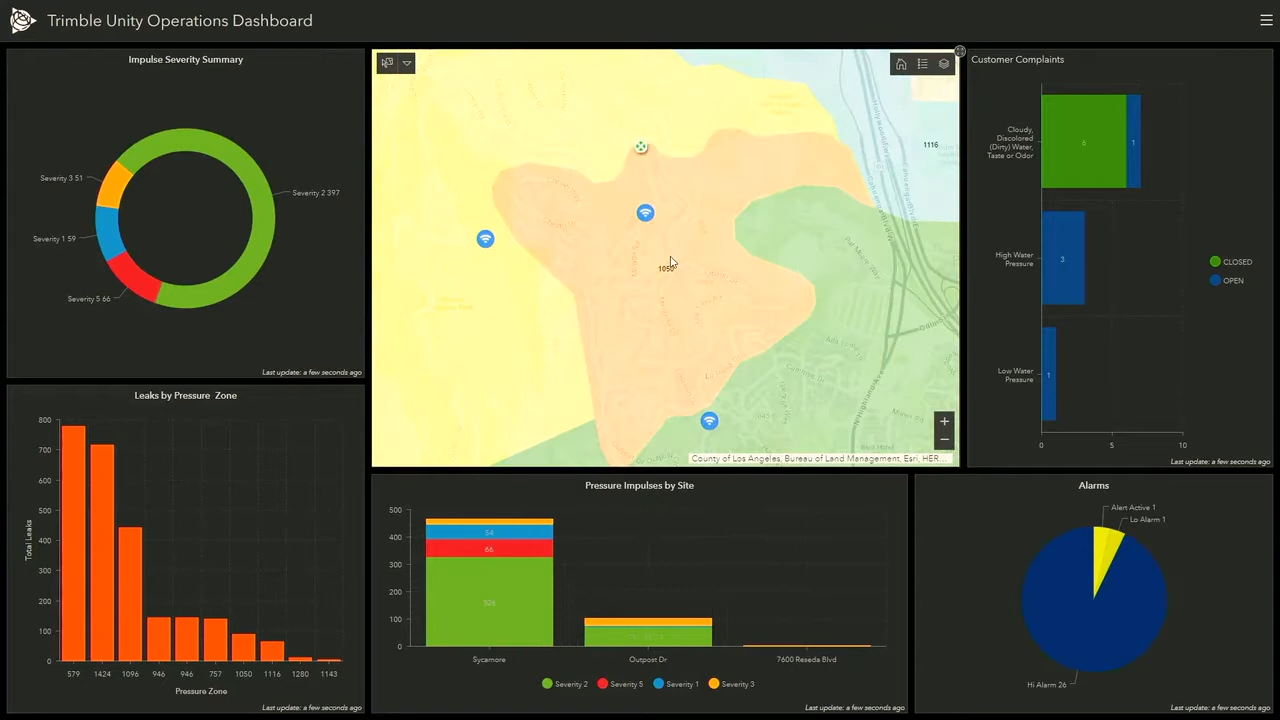 Trimble Unity Operations Dashboard
Impulse Severity Summary
Severity 3 51
Severity 2 397
Severity 1 59
Severity 5 66
Last update: a few seconds ago
Leaks by Pressure Zone
Total Leaks
800
700
600
500
400
300
200
100
0
579 1424 1096 946 946 757 1050 1116 1280 1143
Pressure Zone
Last update: a few seconds ago
1116
1050
County of Los Angeles, Bureau of Land Management, Esri, HER...
Pressure Impulses by Site
500
400
300
200
100
0
54
66
326
Sycamore Outpost Dr 7600 Reseda Blvd
Severity 2 Severity 5 Severity 1 Severity 3
Last update: a few seconds ago
Customer Complaints
Cloudy,
Discolored
(Dirty) Water,
Taste or Odor
6 1
High Water
Pressure
3
Low Water
Pressure
1
0 5 10
CLOSED
OPEN
Last update: a few seconds ago
Alarms
Alert Active 1
Lo Alarm 1
Hi Alarm 26
Last update: a few seconds ago